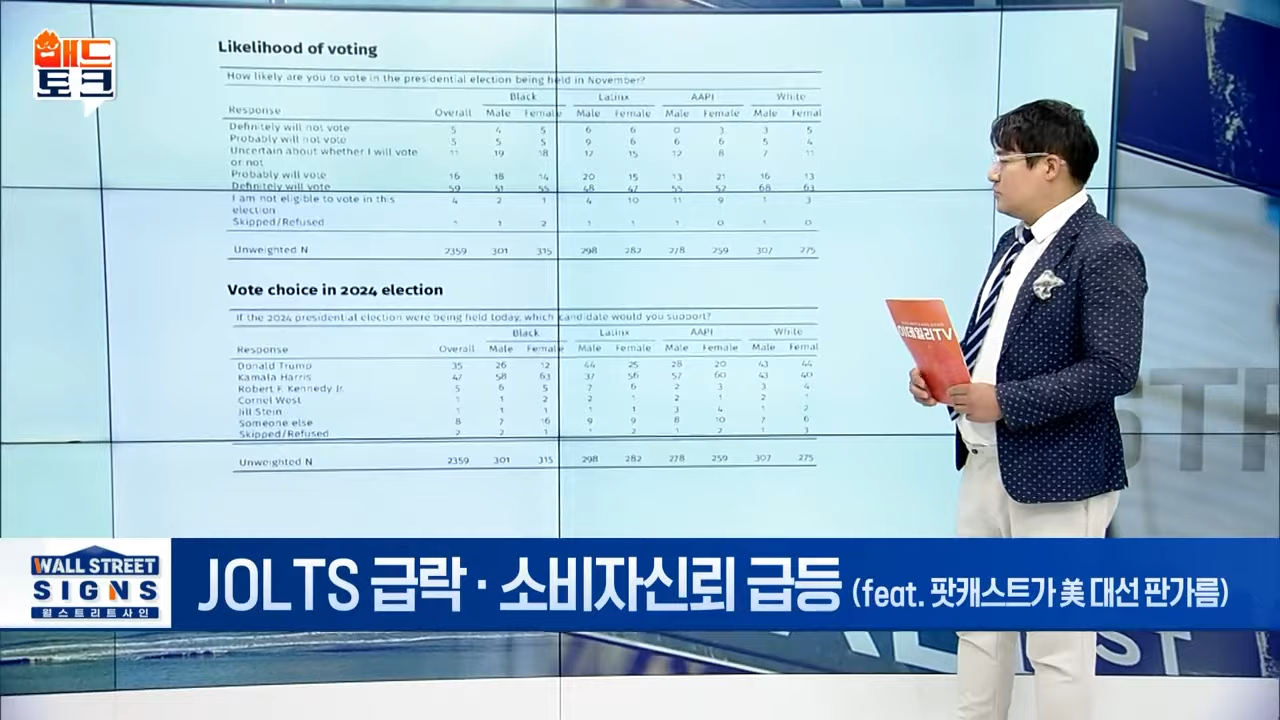 매드
토크
Likelihood of voting
How likely are you to vote in the presidential election being held in November?
Black Latinx AAPI White
Response Overall Male Female Male Female Male Female Male Femal
Definitely will not vote 5 4 5 6 6 0 3 3 5
Probably will not vote 5 5 5 9 6 6 6 5 4
Uncertain about whether I will vote 11 19 18 12 15 12 8 7 11
or not
Probably will vote 16 18 14 20 15 13 21 16 13
Definitely will vote 59 51 55 48 47 55 52 68 63
I am not eligible to vote in this 4 2 1 4 10 11 9 1 3
election
Skipped/Refused 1 1 2 1 1 1 0 1 0
Unweighted N 2359 301 315 298 282 278 259 307 275
Vote choice in 2024 election
If the 2024 presidential election were being held today, which candidate would you support?
Black Latinx AAPI White
Response Overall Male Female Male Female Male Female Male Femal
Donald Trump 35 26 12 44 25 28 20 43 44
Kamala Harris 47 58 63 37 56 57 60 43 40
Robert F. Kennedy Jr. 5 6 5 7 6 2 3 3 4
Cornel West 1 1 2 2 1 2 1 1 1
Jill Stein 1 1 1 1 1 3 4 1 2
Someone else 8 7 16 9 9 8 10 7 6
Skipped/Refused 2 2 1 1 2 1 2 1 3
Unweighted N 2359 301 315 298 282 278 259 307 275
이데일리TV
WALL STREET
SIGNS
월스트리트사인
JOLTS 급락· 소비자신뢰 급등 (feat. 팟캐스트가 美 대선 판가름)